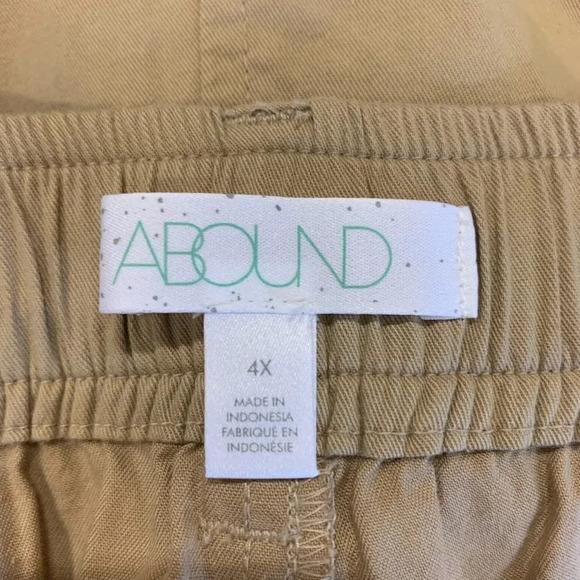 ABOUND
4X
MADE IN
INDONESIA
FABRIQUÉ EN
INDONÉSIE